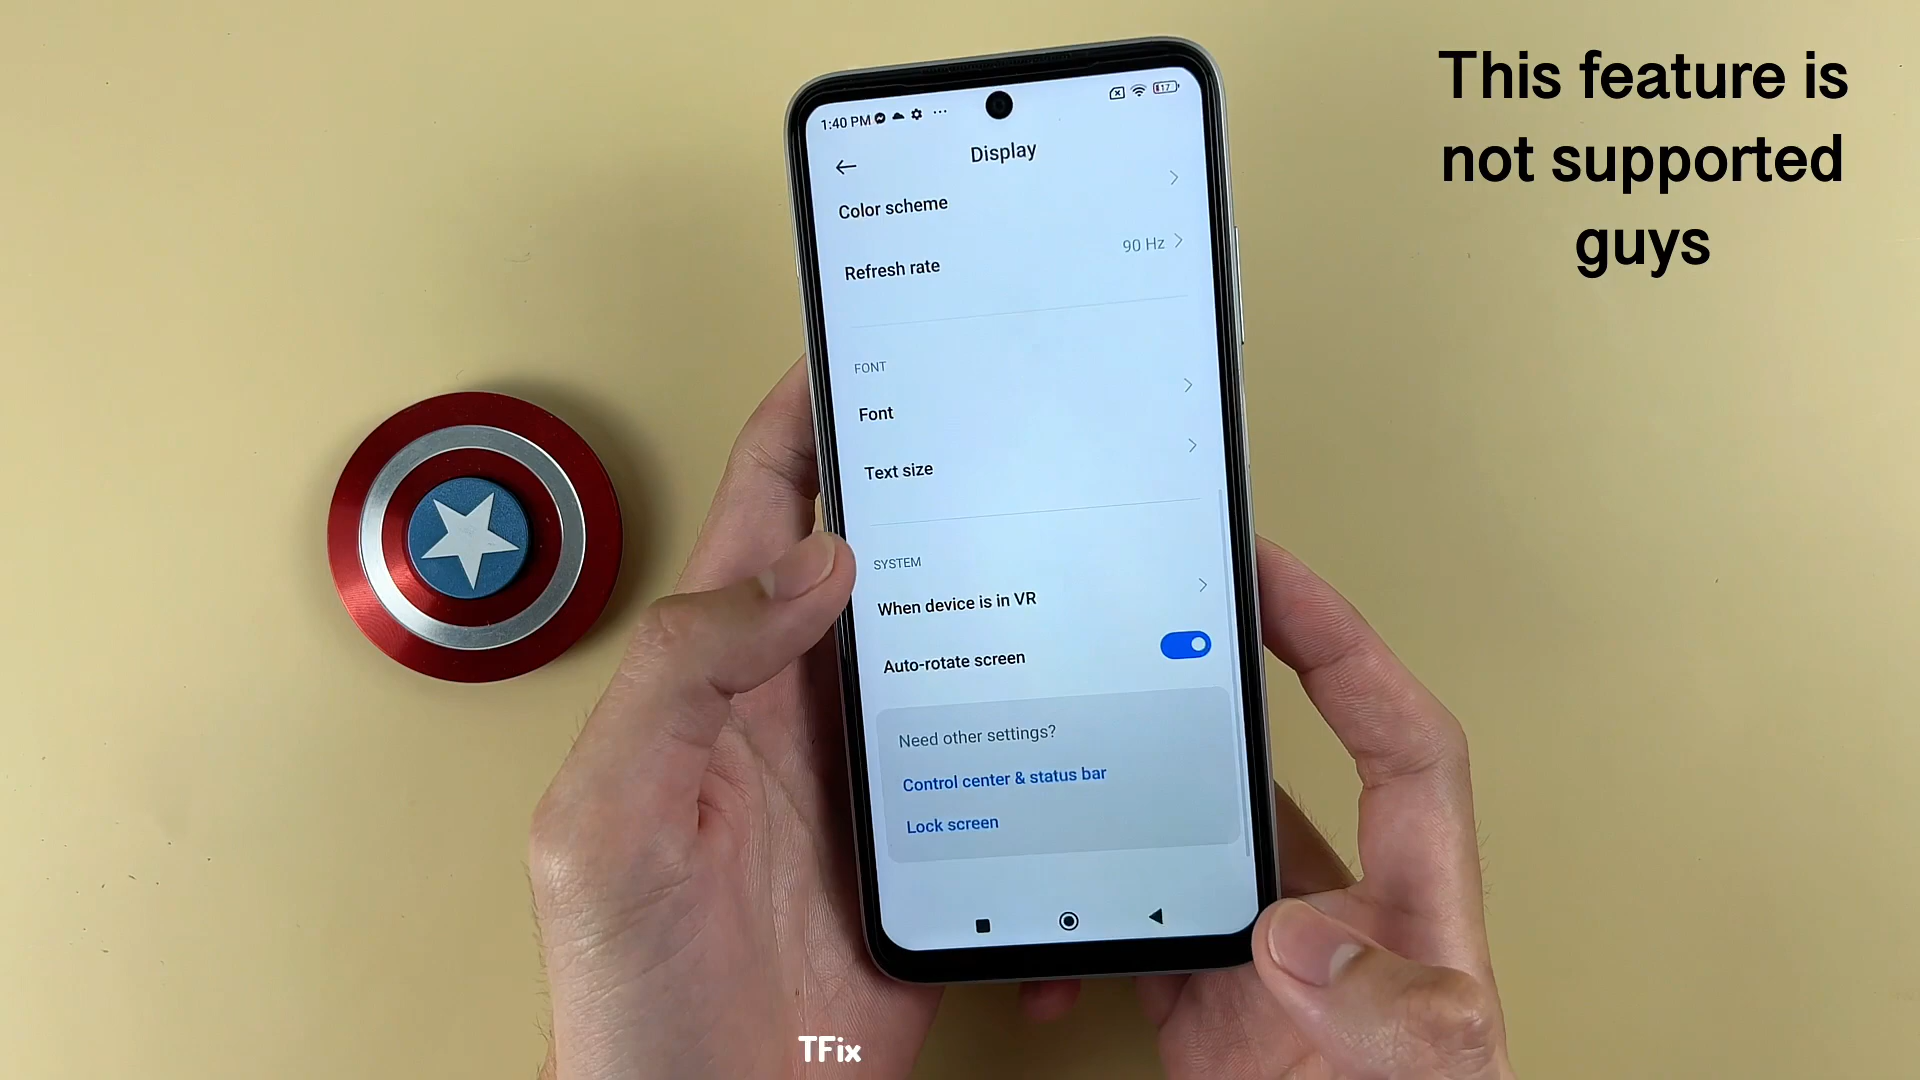 This feature is
not supported
guys
1:40 PM
17
Display
Color scheme
Refresh rate
90 Hz
FONT
Font
Text size
SYSTEM
When device is in VR
Auto-rotate screen
Need other settings?
Control center & status bar
Lock screen
TFix